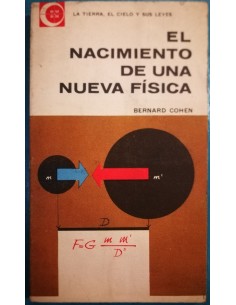 LA TIERRA, EL CIELO Y SUS LEYES
EL
NACIMIENTO
DE UNA
NUEVA FÍSICA
BERNARD COHEN
m
m'
D
F=G m m'
D²